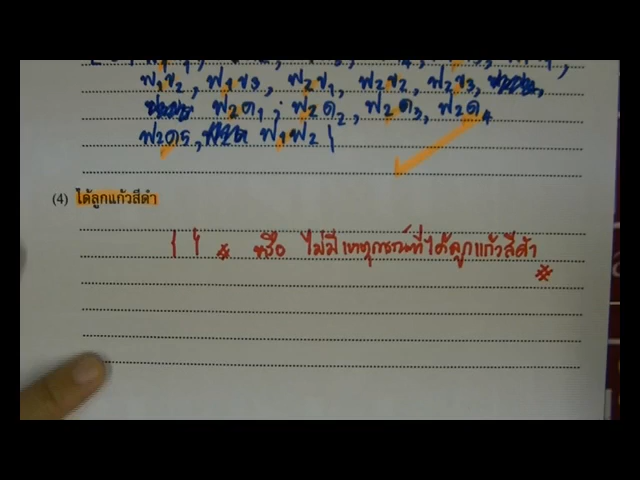 ฟ₁ข₂, ฟ₁ข₃, ฟ₂ข₁, ฟ₂ข₂, ฟ₂ข₃,
ฟ₂ด₁, ฟ₂ด₂, ฟ₂ด₃, ฟ₂ด₄
ฟ₂ด₅, ฟ₁ฟ₂ }
(4) ได้ลูกแก้วสีดำ
{ } # หรือ ไม่มีเหตุการณ์ที่ได้ลูกแก้วสีดำ
#